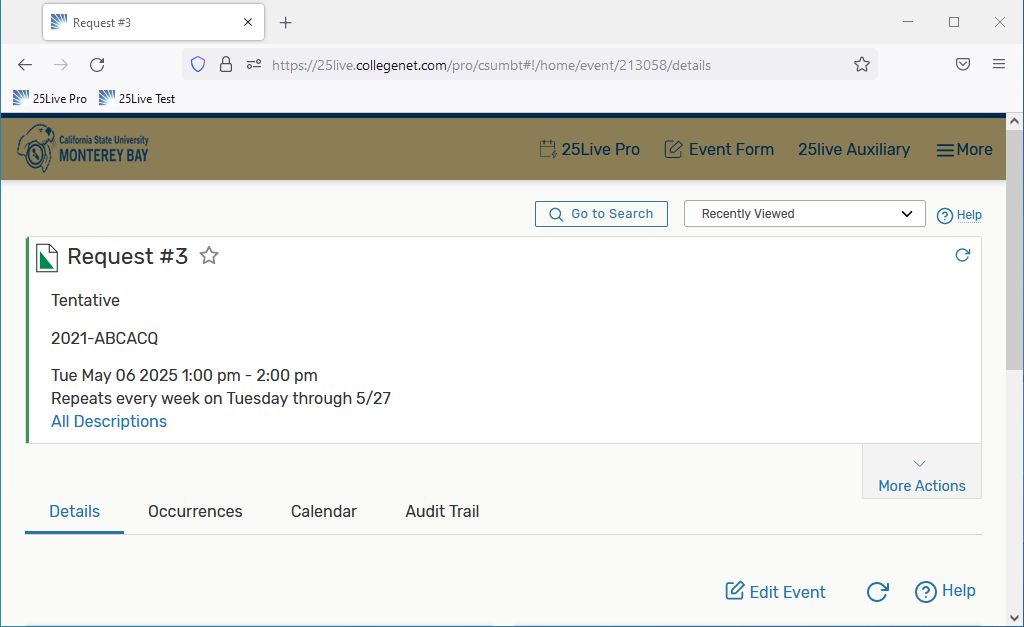 Request #3
https://25live.collegenet.com/pro/csumbt#!/home/event/213058/details
25Live Pro 25Live Test
California State University
MONTEREY BAY
25Live Pro Event Form 25live Auxiliary More
Go to Search Recently Viewed Help
Request #3
Tentative
2021-ABCACQ
Tue May 06 2025 1:00 pm - 2:00 pm
Repeats every week on Tuesday through 5/27
All Descriptions
More Actions
Details Occurrences Calendar Audit Trail
Edit Event Help